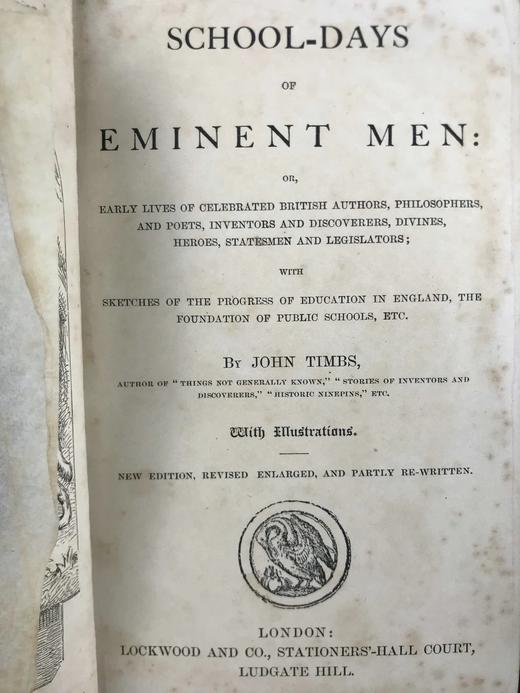 SCHOOL-DAYS
OF
EMINENT MEN:
OR,
EARLY LIVES OF CELEBRATED BRITISH AUTHORS, PHILOSOPHERS,
AND POETS, INVENTORS AND DISCOVERERS, DIVINES,
HEROES, STATESMEN AND LEGISLATORS;
WITH
SKETCHES OF THE PROGRESS OF EDUCATION IN ENGLAND, THE
FOUNDATION OF PUBLIC SCHOOLS, ETC.
BY JOHN TIMBS,
AUTHOR OF "THINGS NOT GENERALLY KNOWN," "STORIES OF INVENTORS AND
DISCOVERERS," "HISTORIC NINEPINS," ETC.
With Illustrations.
NEW EDITION, REVISED ENLARGED, AND PARTLY RE-WRITTEN.
LONDON:
LOCKWOOD AND CO., STATIONERS'-HALL COURT,
LUDGATE HILL.